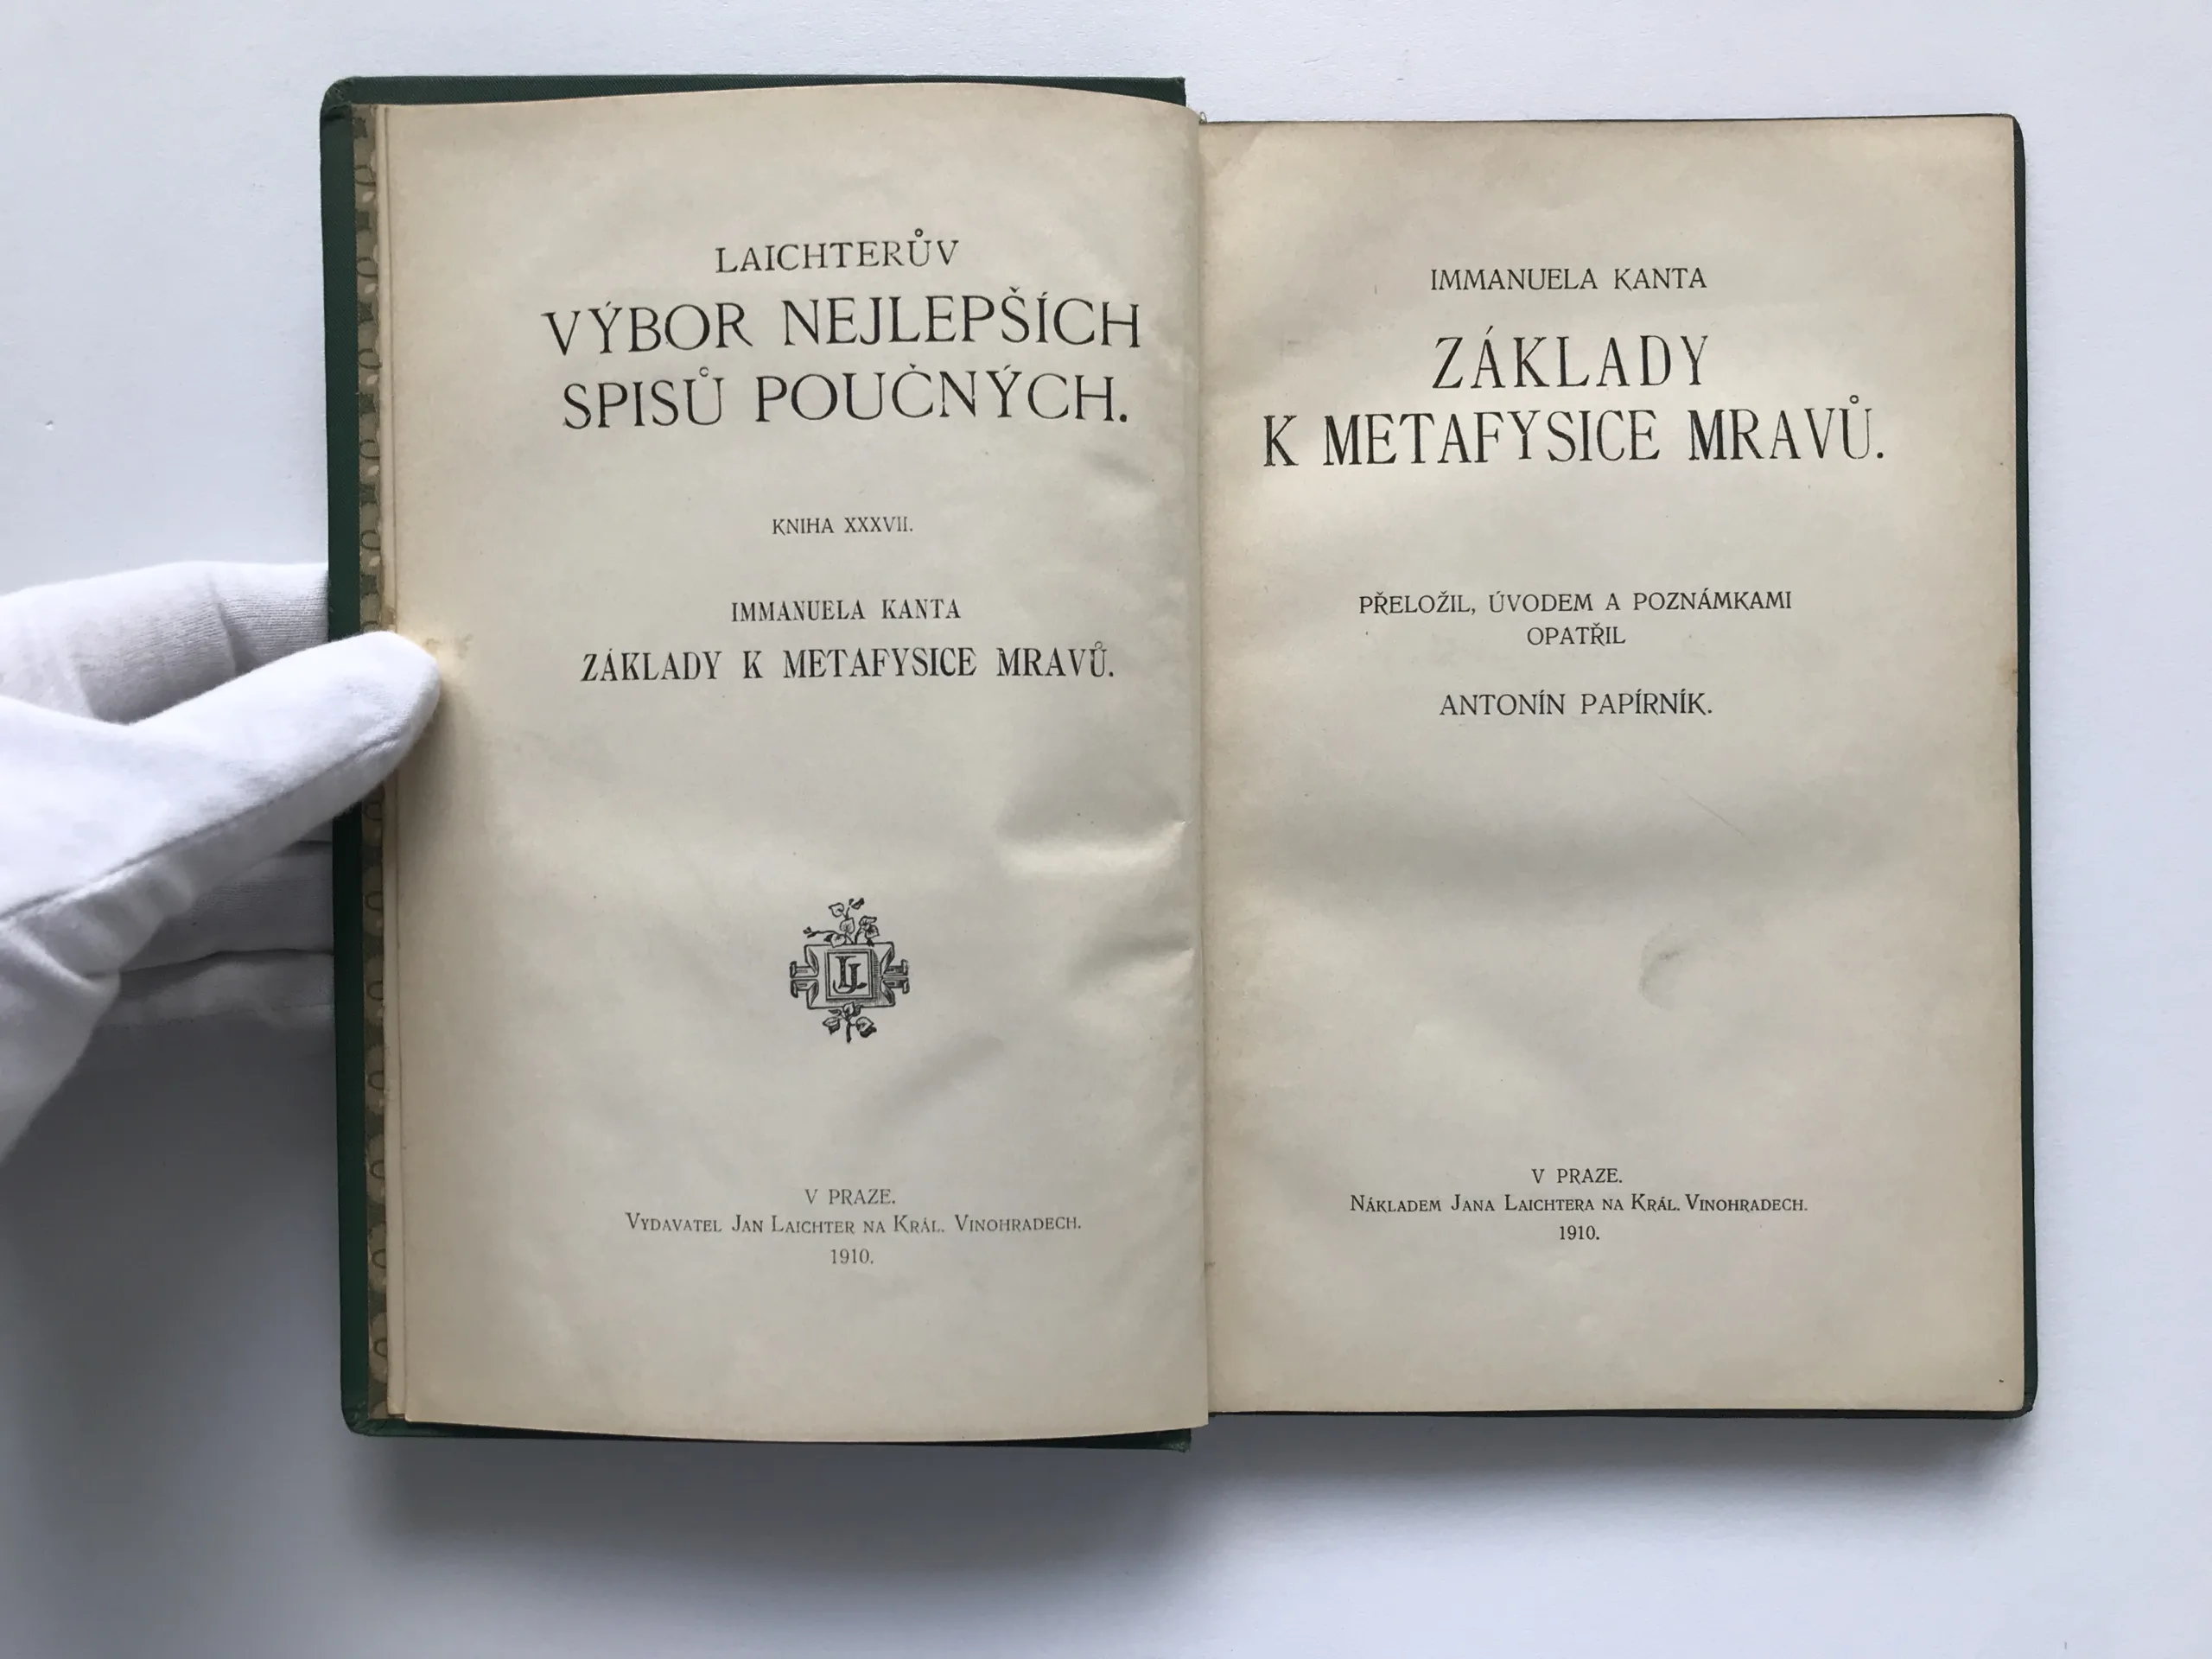 LAICHTERŮV
VÝBOR NEJLEPŠÍCH
SPISŮ POUČNÝCH.
KNIHA XXXVII.
IMMANUELA KANTA
ZÁKLADY K METAFYSICE MRAVŮ.
JL
V PRAZE.
VYDAVATEL JAN LAICHTER NA KRÁL. VINOHRADECH.
1910.
IMMANUELA KANTA
ZÁKLADY
K METAFYSICE MRAVŮ.
PŘELOŽIL, ÚVODEM A POZNÁMKAMI
OPATŘIL
ANTONÍN PAPÍRNÍK.
V PRAZE.
NÁKLADEM JANA LAICHTERA NA KRÁL. VINOHRADECH.
1910.